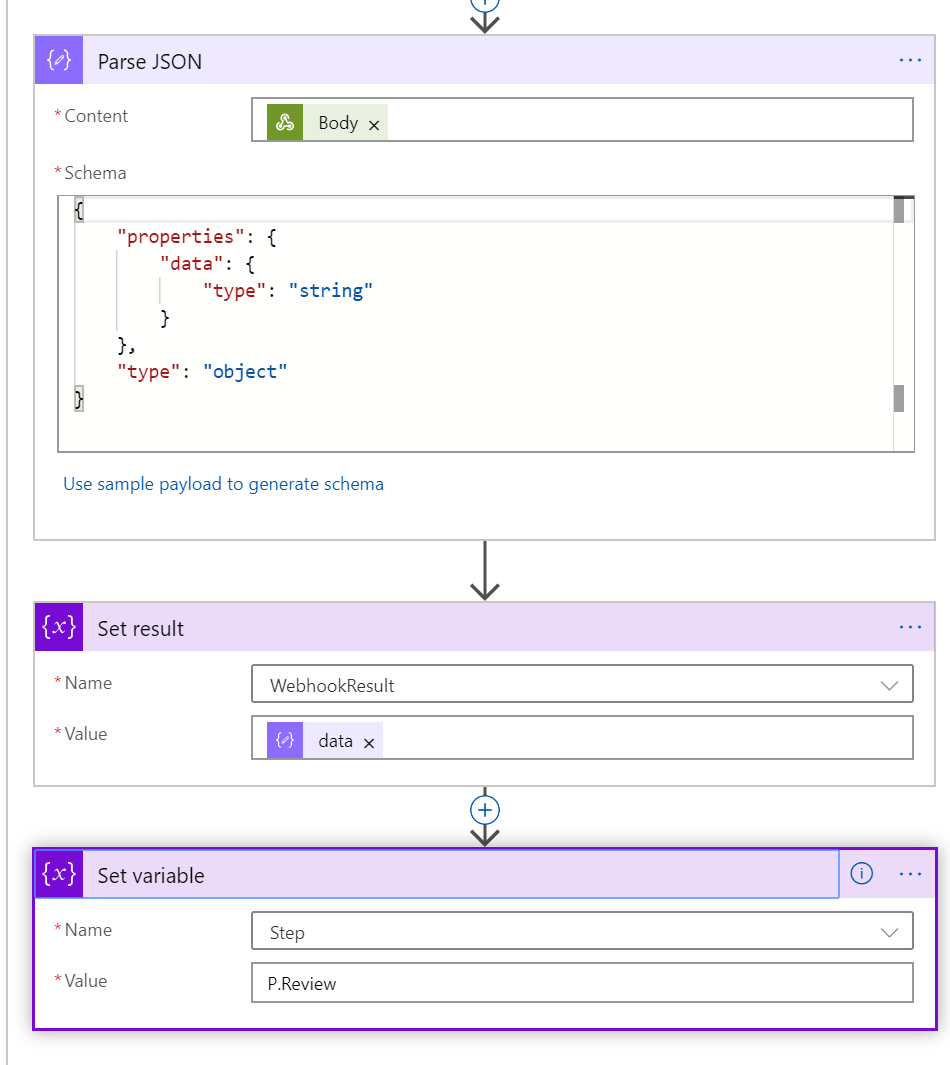 Parse JSON
* Content
Body ×
* Schema
{
"properties": {
"data": {
"type": "string"
}
},
"type": "object"
}
Use sample payload to generate schema
{x} Set result
* Name
WebhookResult
* Value
data ×
{x} Set variable
* Name
Step
* Value
P.Review